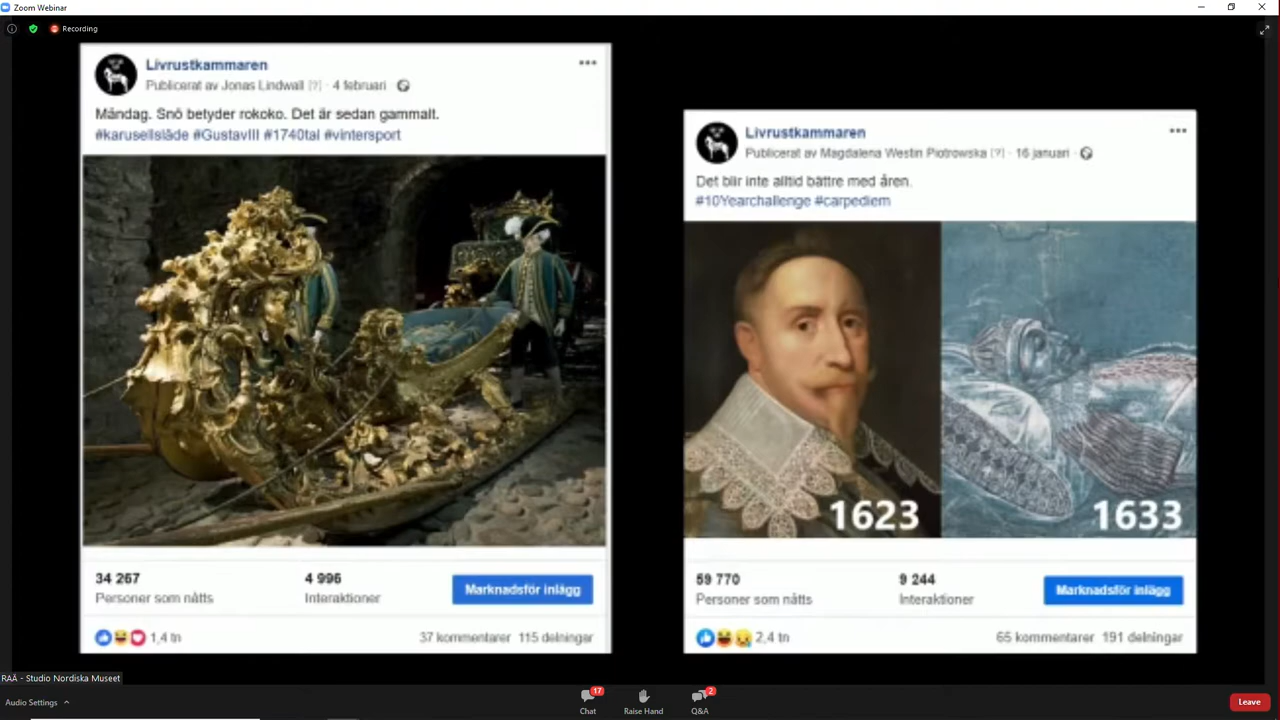 Zoom Webinar
Recording
Livrustkammaren
Publicerat av Jonas Lindwall [?] · 4 februari
Måndag. Snö betyder rokoko. Det är sedan gammalt.
#karusellsläde #GustavIII #1740tal #vintersport
34 267
Personer som nåtts
4 996
Interaktioner
Marknadsför inlägg
1,4 tn
37 kommentarer 115 delningar
Livrustkammaren
Publicerat av Magdalena Westin Piotrowska [?] · 16 januari
Det blir inte alltid bättre med åren.
#10Yearchallenge #carpediem
1623
1633
59 770
Personer som nåtts
9 244
Interaktioner
Marknadsför inlägg
2,4 tn
65 kommentarer 191 delningar
RAÄ - Studio Nordiska Museet
Audio Settings
17
Chat
Raise Hand
2
Q&A
Leave